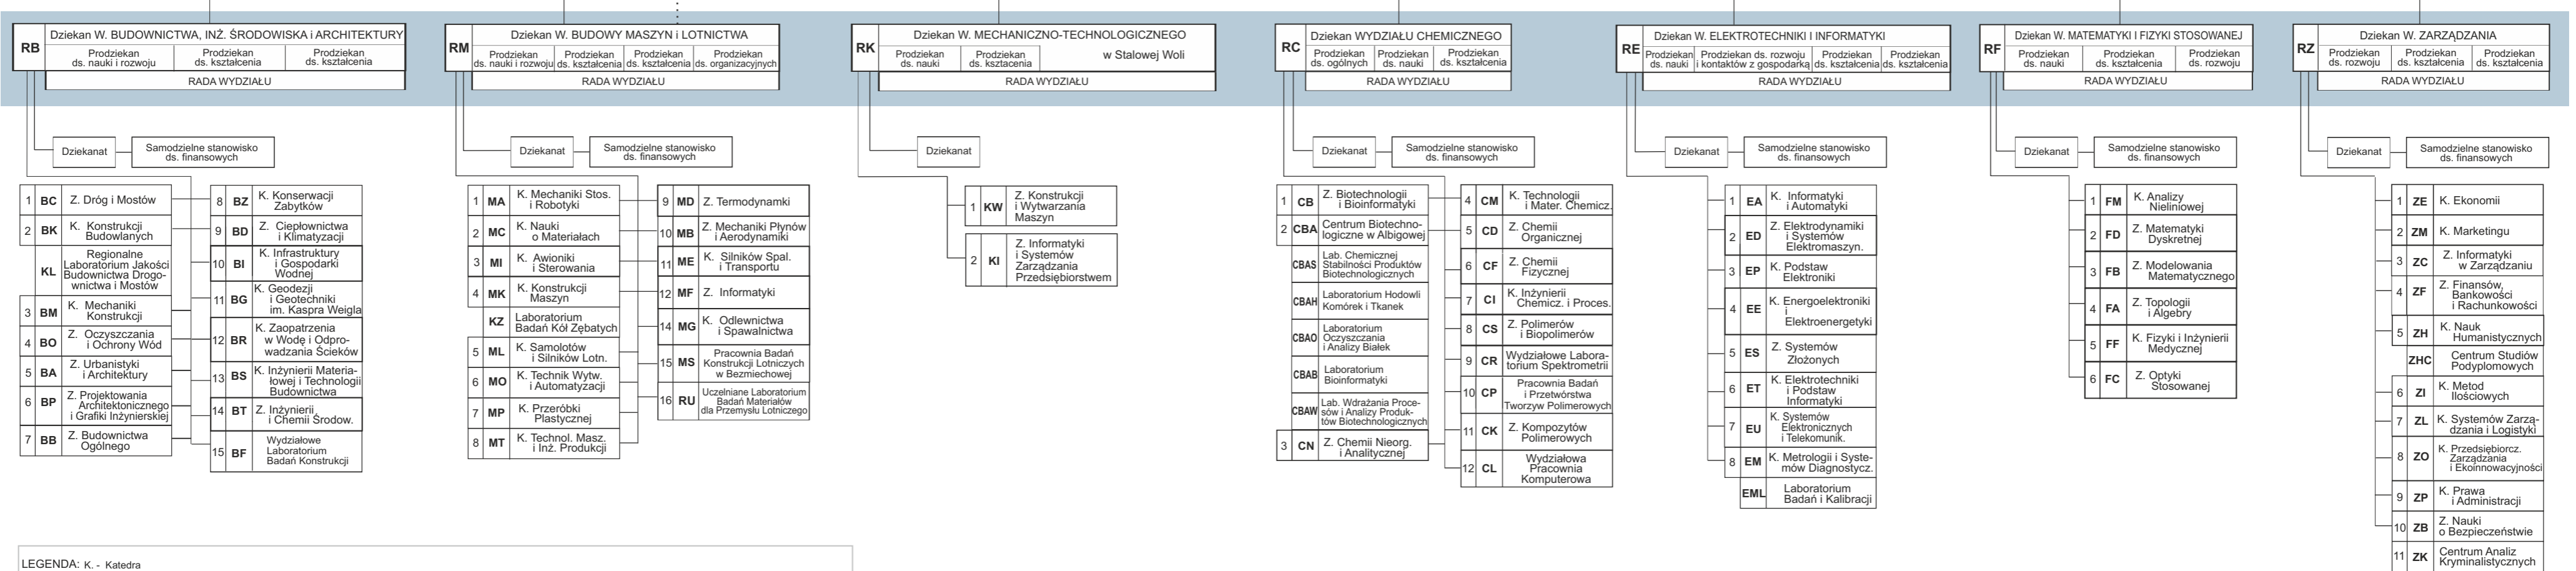 RB
Dziekan W. BUDOWNICTWA, INŻ. ŚRODOWISKA i ARCHITEKTURY
Prodziekan
ds. nauki i rozwoju
Prodziekan
ds. kształcenia
Prodziekan
ds. kształcenia
RADA WYDZIAŁU
Dziekanat
Samodzielne stanowisko
ds. finansowych
1 BC Z. Dróg i Mostów
2 BK K. Konstrukcji
Budowlanych
KL Regionalne
Laboratorium Jakości
Budownictwa Drogo-
wnictwa i Mostów
3 BM K. Mechaniki
Konstrukcji
4 BO Z. Oczyszczania
i Ochrony Wód
5 BA Z. Urbanistyki
i Architektury
6 BP Z. Projektowania
Architektonicznego
i Grafiki Inżynierskiej
7 BB Z. Budownictwa
Ogólnego
8 BZ K. Konserwacji
Zabytków
9 BD Z. Ciepłownictwa
i Klimatyzacji
10 BI K. Infrastruktury
i Gospodarki
Wodnej
11 BG K. Geodezji
i Geotechniki
im. Kaspra Weigla
12 BR K. Zaopatrzenia
w Wodę i Odpro-
wadzania Ścieków
13 BS K. Inżynierii Materia-
łowej i Technologii
Budownictwa
14 BT Z. Inżynierii
i Chemii Środow.
15 BF Wydziałowe
Laboratorium
Badań Konstrukcji
RM
Dziekan W. BUDOWY MASZYN i LOTNICTWA
Prodziekan
ds. nauki i rozwoju
Prodziekan
ds. kształcenia
Prodziekan
ds. kształcenia
Prodziekan
ds. organizacyjnych
RADA WYDZIAŁU
Dziekanat
Samodzielne stanowisko
ds. finansowych
1 MA K. Mechaniki Stos.
i Robotyki
2 MC K. Nauki
o Materiałach
3 MI K. Awioniki
i Sterowania
4 MK K. Konstrukcji
Maszyn
KZ Laboratorium
Badań Kół Zębatych
5 ML K. Samolotów
i Silników Lotn.
6 MO K. Technik Wytw.
i Automatyzacji
7 MP K. Przeróbki
Plastycznej
8 MT K. Technol. Masz.
i Inż. Produkcji
9 MD Z. Termodynamki
10 MB Z. Mechaniki Płynów
i Aerodynamiki
11 ME K. Silników Spal.
i Transportu
12 MF Z. Informatyki
14 MG K. Odlewnictwa
i Spawalnictwa
15 MS Pracownia Badań
Konstrukcji Lotniczych
w Bezmiechowej
16 RU Uczelniane Laboratorium
Badań Materiałów
dla Przemysłu Lotniczego
RK
Dziekan W. MECHANICZNO-TECHNOLOGICZNEGO
Prodziekan
ds. nauki
Prodziekan
ds. kształcenia
w Stalowej Woli
RADA WYDZIAŁU
Dziekanat
1 KW Z. Konstrukcji
i Wytwarzania
Maszyn
2 KI Z. Informatyki
i Systemów
Zarządzania
Przedsiębiorstwem
RC
Dziekan WYDZIAŁU CHEMICZNEGO
Prodziekan
ds. ogólnych
Prodziekan
ds. nauki
Prodziekan
ds. kształcenia
RADA WYDZIAŁU
Dziekanat
Samodzielne stanowisko
ds. finansowych
1 CB Z. Biotechnologii
i Bioinformatyki
2 CBA Centrum Biotechno-
logiczne w Albigowej
CBAS Lab. Chemicznej
Stabilności Produktów
Biotechnologicznych
CBAH Laboratorium Hodowli
Komórek i Tkanek
CBAO Laboratorium
Oczyszczania
i Analizy Białek
CBAB Laboratorium
Bioinformatyki
CBAW Lab. Wdrażania Proce-
sów i Analizy Produk-
tów Biotechnologicznych
3 CN Z. Chemii Nieorg.
i Analitycznej
4 CM K. Technologii
i Mater. Chemicz.
5 CD Z. Chemii
Organicznej
6 CF Z. Chemii
Fizycznej
7 CI K. Inżynierii
Chemicz. i Proces.
8 CS Z. Polimerów
i Biopolimerów
9 CR Wydziałowe Labora-
torium Spektrometrii
10 CP Pracownia Badań
i Przetwórstwa
Tworzyw Polimerowych
11 CK Z. Kompozytów
Polimerowych
12 CL Wydziałowa
Pracownia
Komputerowa
RE
Dziekan W. ELEKTROTECHNIKI I INFORMATYKI
Prodziekan
ds. nauki
Prodziekan ds. rozwoju
i kontaktów z gospodarką
Prodziekan
ds. kształcenia
Prodziekan
ds. kształcenia
RADA WYDZIAŁU
Dziekanat
Samodzielne stanowisko
ds. finansowych
1 EA K. Informatyki
i Automatyki
2 ED Z. Elektrodynamiki
i Systemów
Elektromaszyn.
3 EP K. Podstaw
Elektroniki
4 EE K. Energoelektroniki
i
Elektroenergetyki
5 ES Z. Systemów
Złożonych
6 ET K. Elektrotechniki
i Podstaw
Informatyki
7 EU K. Systemów
Elektronicznych
i Telekomunik.
8 EM K. Metrologii i Syste-
mów Diagnostycz.
EML Laboratorium
Badań i Kalibracji
RF
Dziekan W. MATEMATYKI I FIZYKI STOSOWANEJ
Prodziekan
ds. nauki
Prodziekan
ds. kształcenia
Prodziekan
ds. rozwoju
RADA WYDZIAŁU
Dziekanat
Samodzielne stanowisko
ds. finansowych
1 FM K. Analizy
Nieliniowej
2 FD Z. Matematyki
Dyskretnej
3 FB Z. Modelowania
Matematycznego
4 FA Z. Topologii
i Algebry
5 FF K. Fizyki i Inżynierii
Medycznej
6 FC Z. Optyki
Stosowanej
RZ
Dziekan W. ZARZĄDZANIA
Prodziekan
ds. rozwoju
Prodziekan
ds. kształcenia
Prodziekan
ds. kształcenia
RADA WYDZIAŁU
Dziekanat
Samodzielne stanowisko
ds. finansowych
1 ZE K. Ekonomii
2 ZM K. Marketingu
3 ZC Z. Informatyki
w Zarządzaniu
4 ZF Z. Finansów,
Bankowości
i Rachunkowości
5 ZH K. Nauk
Humanistycznych
ZHC Centrum Studiów
Podyplomowych
6 ZI K. Metod
Ilościowych
7 ZL K. Systemów Zarzą-
dzania i Logistyki
8 ZO K. Przedsiębiorcz.
Zarządzania
i Ekoinnowacyjności
9 ZP K. Prawa
i Administracji
10 ZB Z. Nauki
o Bezpieczeństwie
11 ZK Centrum Analiz
Kryminalistycznych
LEGENDA: K. - Katedra